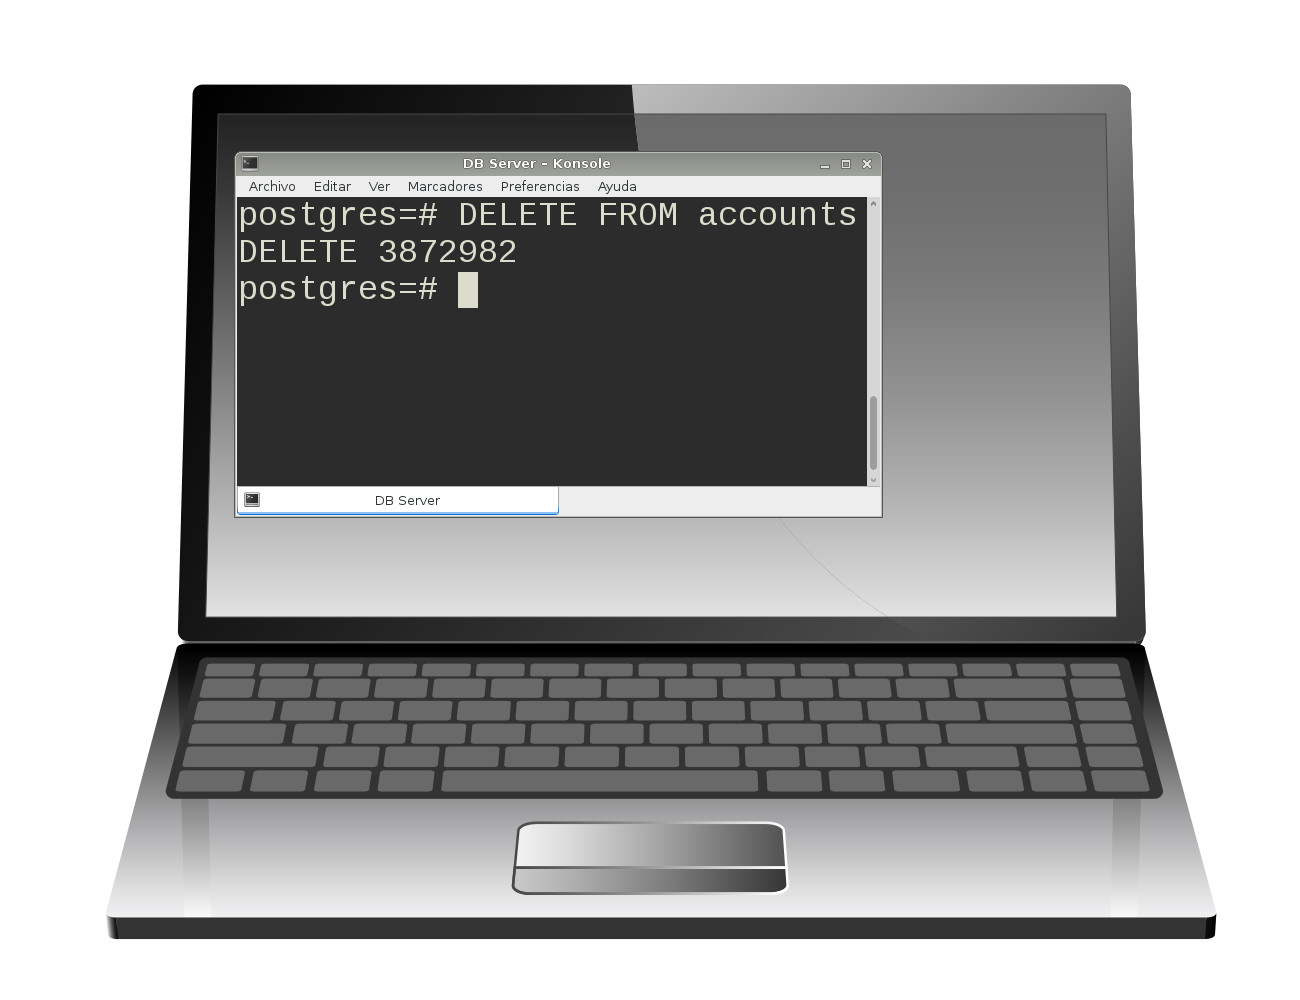 DB Server – Konsole
Archivo Editar Ver Marcadores Preferencias Ayuda
postgres=# DELETE FROM accounts
DELETE 3872982
postgres=#
DB Server